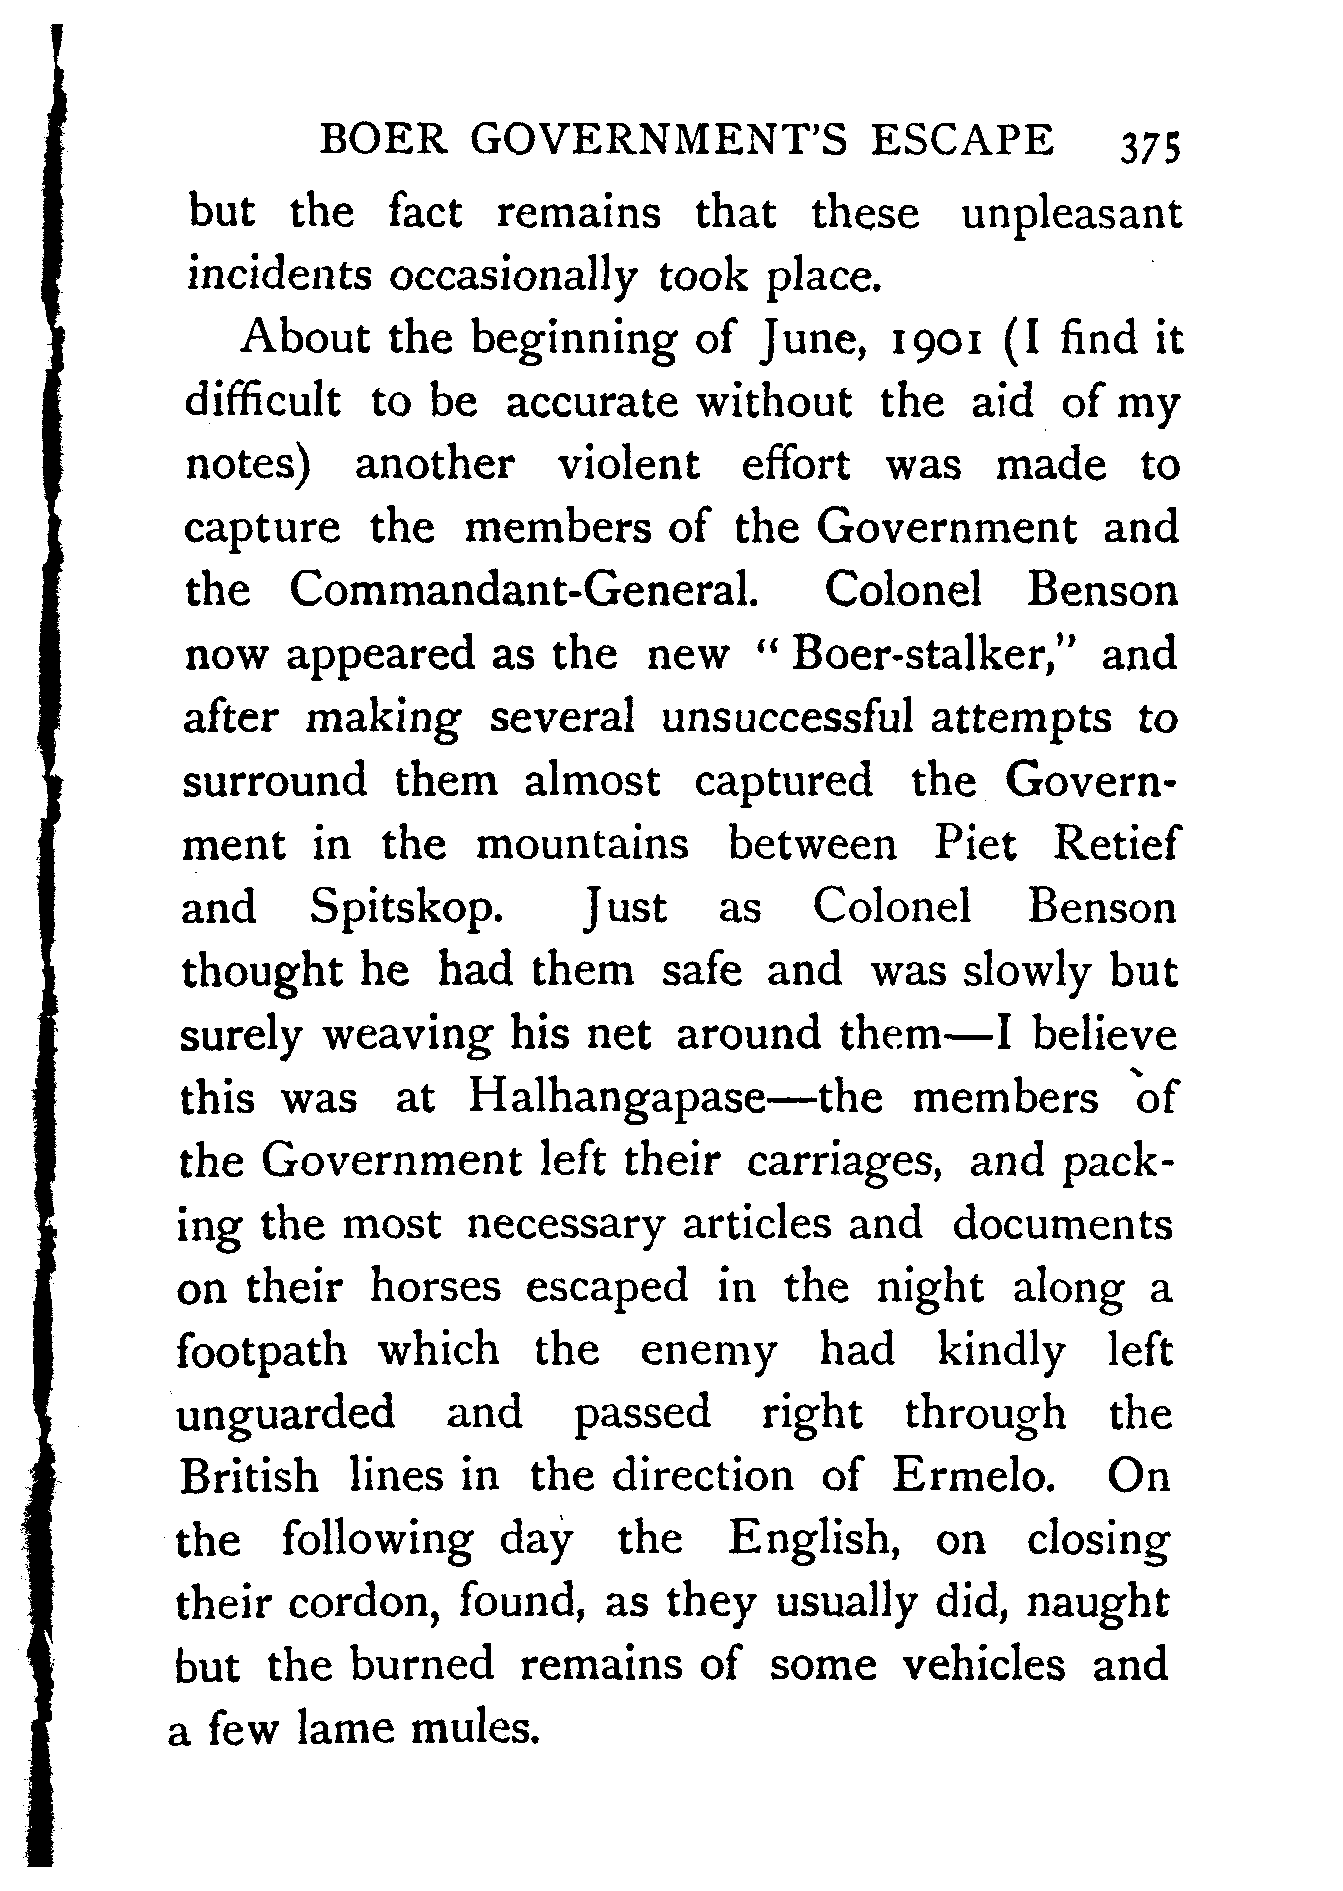 BOER GOVERNMENT'S ESCAPE 375
but the fact remains that these unpleasant
incidents occasionally took place.
About the beginning of June, 1901 (I find it
difficult to be accurate without the aid of my
notes) another violent effort was made to
capture the members of the Government and
the Commandant-General. Colonel Benson
now appeared as the new " Boer-stalker," and
after making several unsuccessful attempts to
surround them almost captured the Govern-
ment in the mountains between Piet Retief
and Spitskop. Just as Colonel Benson
thought he had them safe and was slowly but
surely weaving his net around them—I believe
this was at Halhangapase—the members of
the Government left their carriages, and pack-
ing the most necessary articles and documents
on their horses escaped in the night along a
footpath which the enemy had kindly left
unguarded and passed right through the
British lines in the direction of Ermelo. On
the following day the English, on closing
their cordon, found, as they usually did, naught
but the burned remains of some vehicles and
a few lame mules.